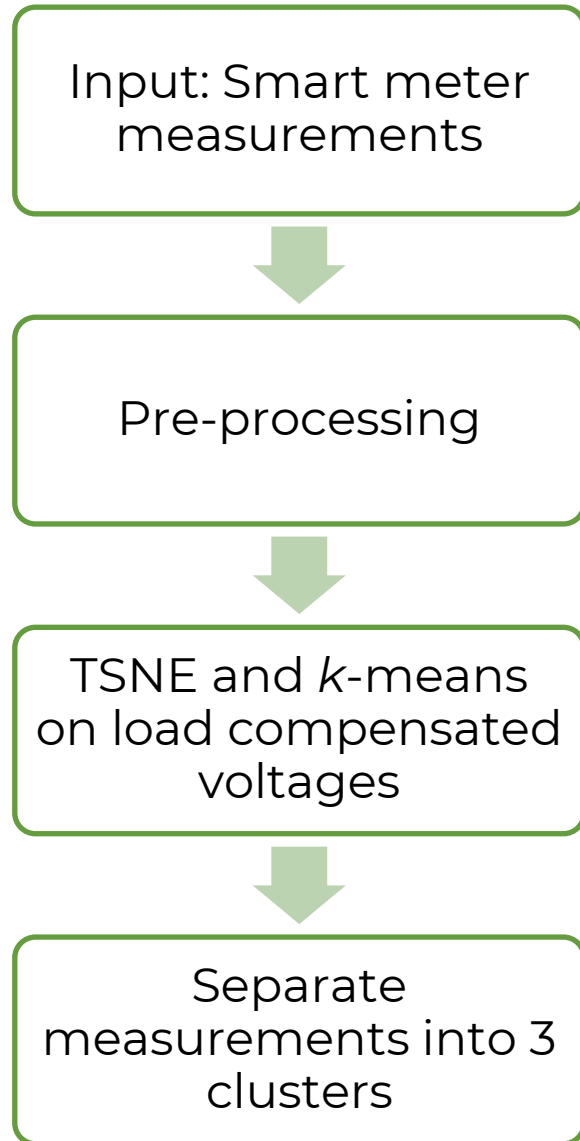 Input: Smart meter
measurements
Pre-processing
TSNE and k-means
on load compensated
voltages
Separate
measurements into 3
clusters